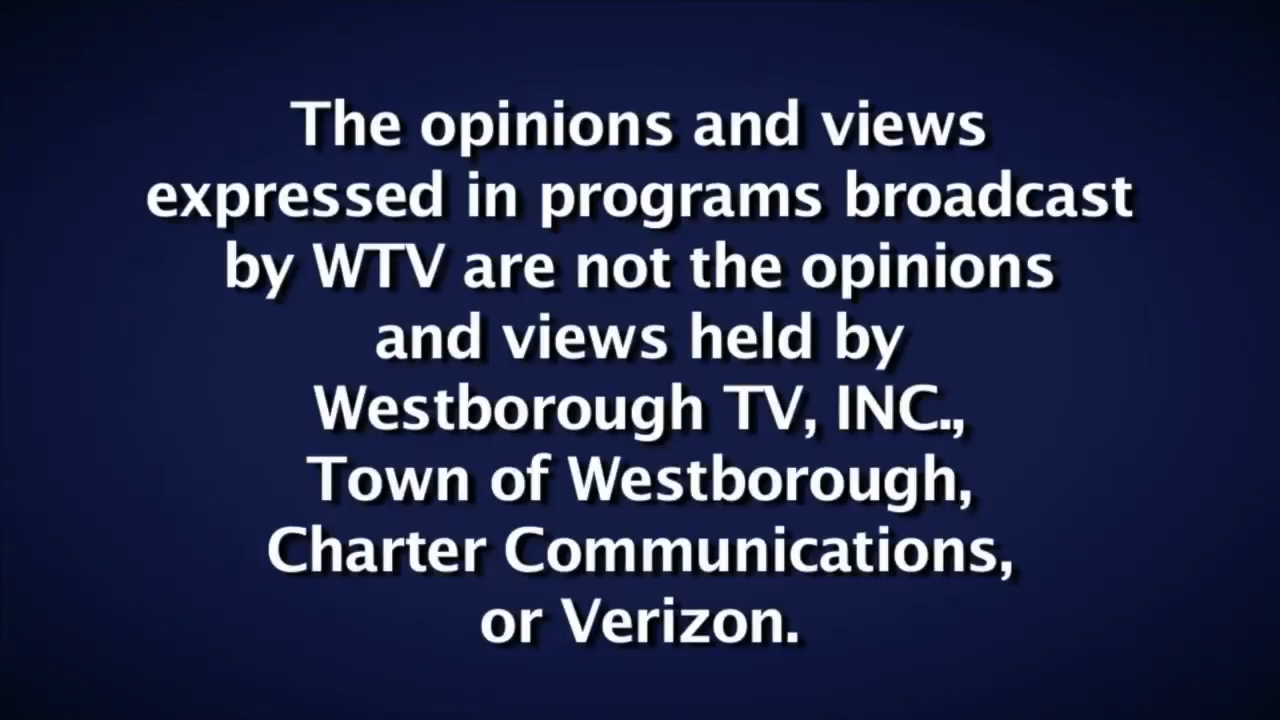 The opinions and views
expressed in programs broadcast
by WTV are not the opinions
and views held by
Westborough TV, INC.,
Town of Westborough,
Charter Communications,
or Verizon.